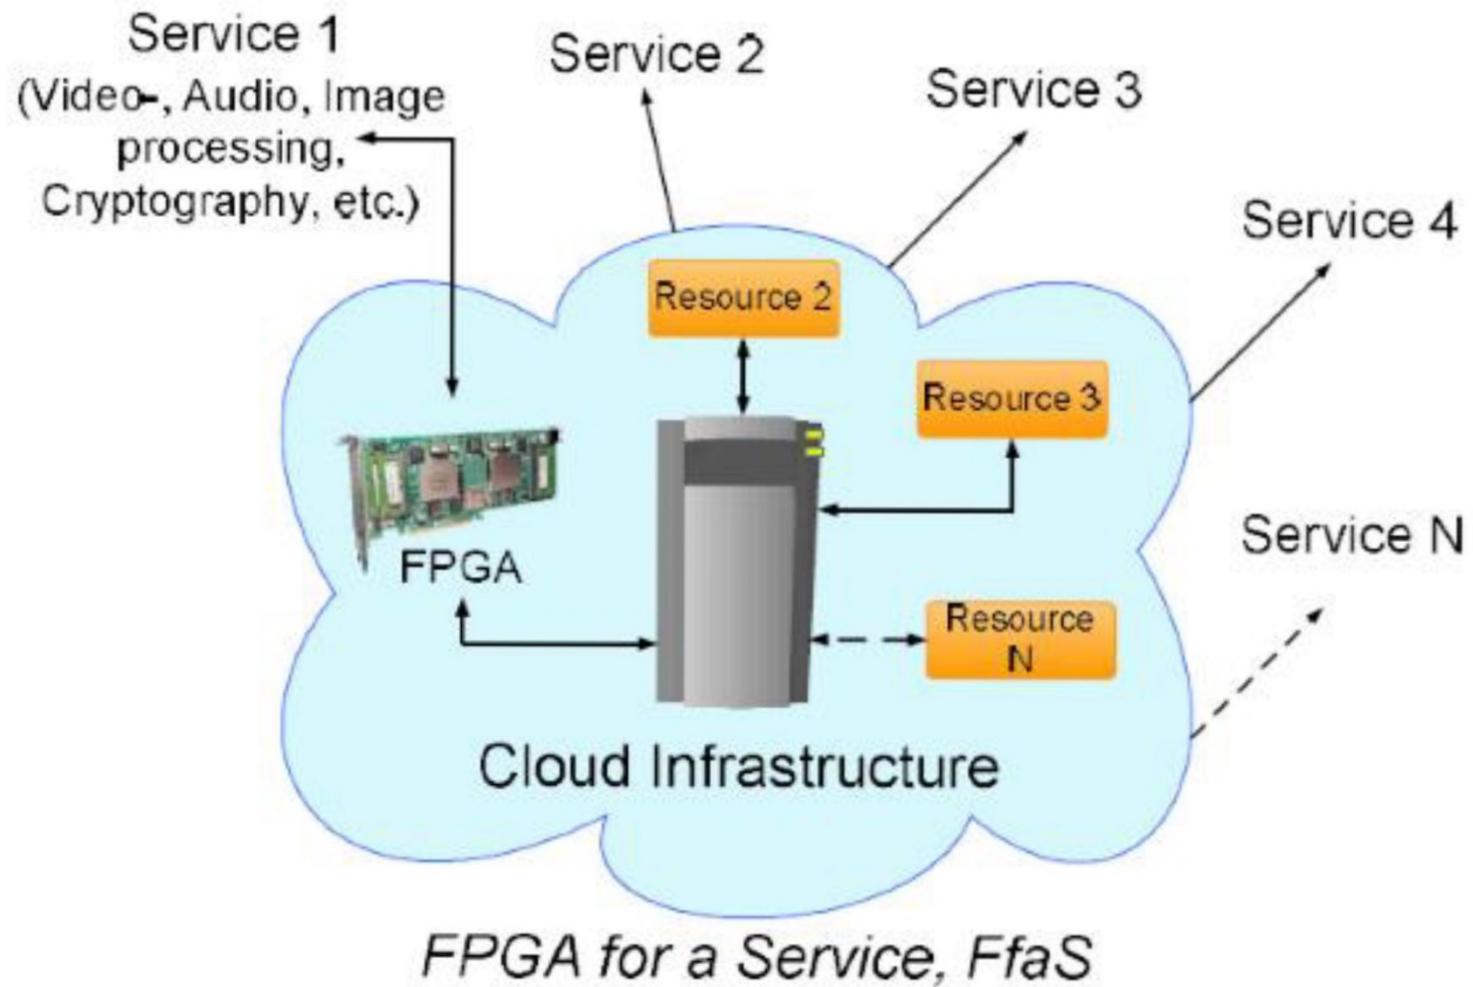 Service 1
(Video-, Audio, Image
processing,
Cryptography, etc.)
Service 2
Service 3
Service 4
Service N
Resource 2
Resource 3
FPGA
Resource
N
Cloud Infrastructure
FPGA for a Service, FfaS